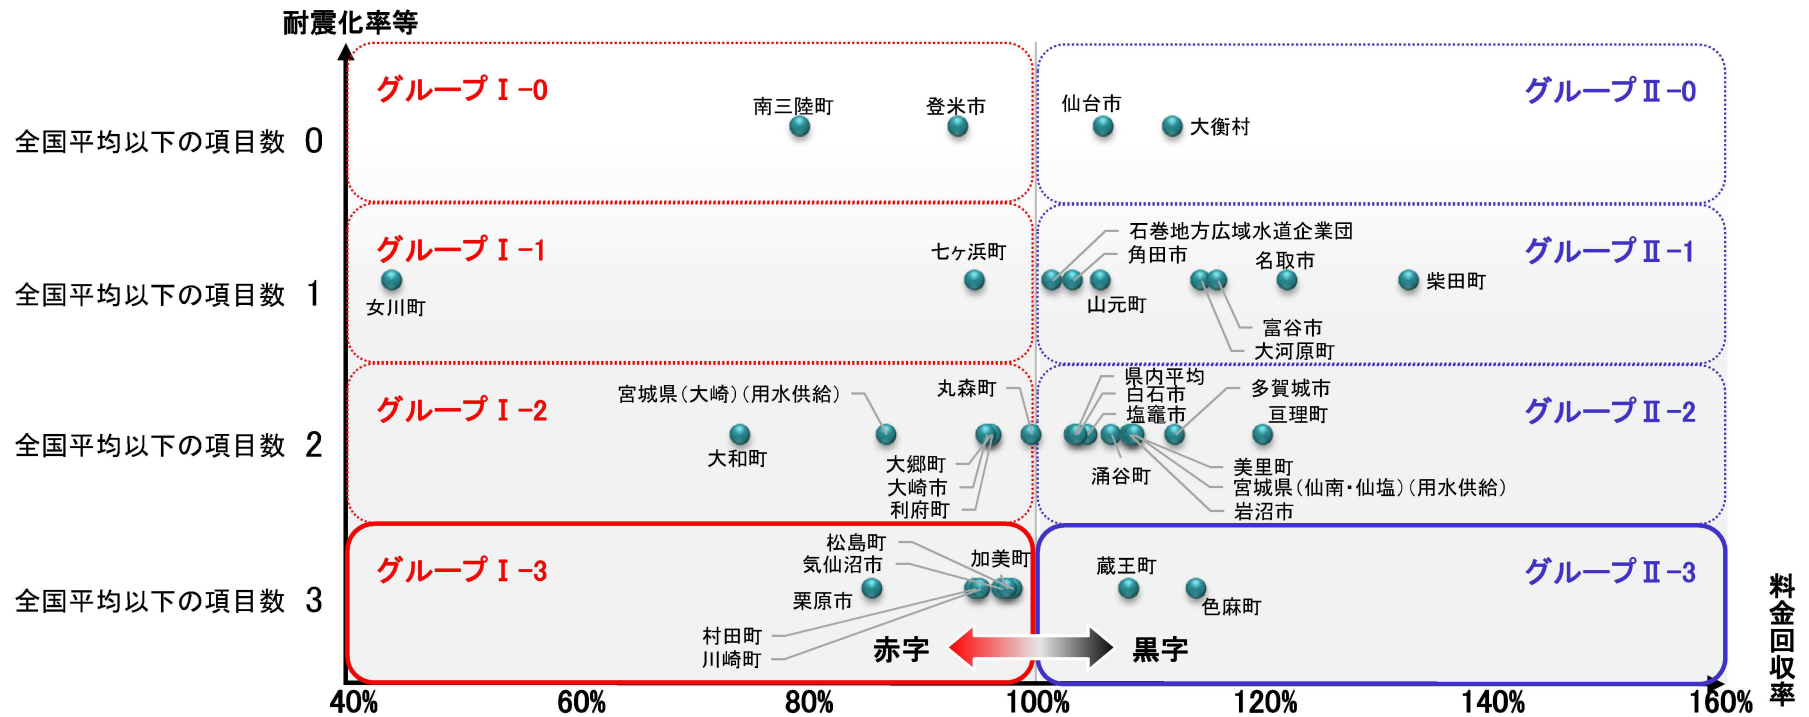 耐震化率等
グループⅠ-0
グループⅡ-0
全国平均以下の項目数 0
南三陸町
登米市
仙台市
大衡村
グループⅠ-1
グループⅡ-1
全国平均以下の項目数 1
女川町
七ヶ浜町
石巻地方広域水道企業団
角田市
山元町
名取市
柴田町
富谷市
大河原町
グループⅠ-2
グループⅡ-2
全国平均以下の項目数 2
宮城県(大崎)(用水供給)
丸森町
県内平均
白石市
塩竈市
多賀城市
亘理町
大和町
大郷町
大崎市
利府町
涌谷町
美里町
宮城県(仙南・仙塩)(用水供給)
岩沼市
グループⅠ-3
グループⅡ-3
全国平均以下の項目数 3
松島町
気仙沼市
加美町
栗原市
村田町
川崎町
蔵王町
色麻町
赤字
黒字
料金回収率
40%
60%
80%
100%
120%
140%
160%